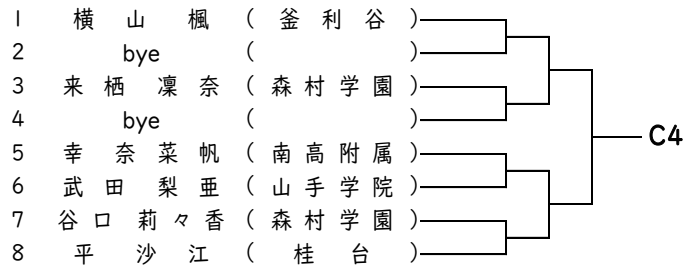 1 横山 楓 (釜利谷)
2 bye ( )
3 来栖 凜奈 (森村学園)
4 bye ( )
C4
5 幸 奈菜帆 (南高附属)
6 武田 梨亜 (山手学院)
7 谷口 莉々香 (森村学園)
8 平 沙江 (桂台)